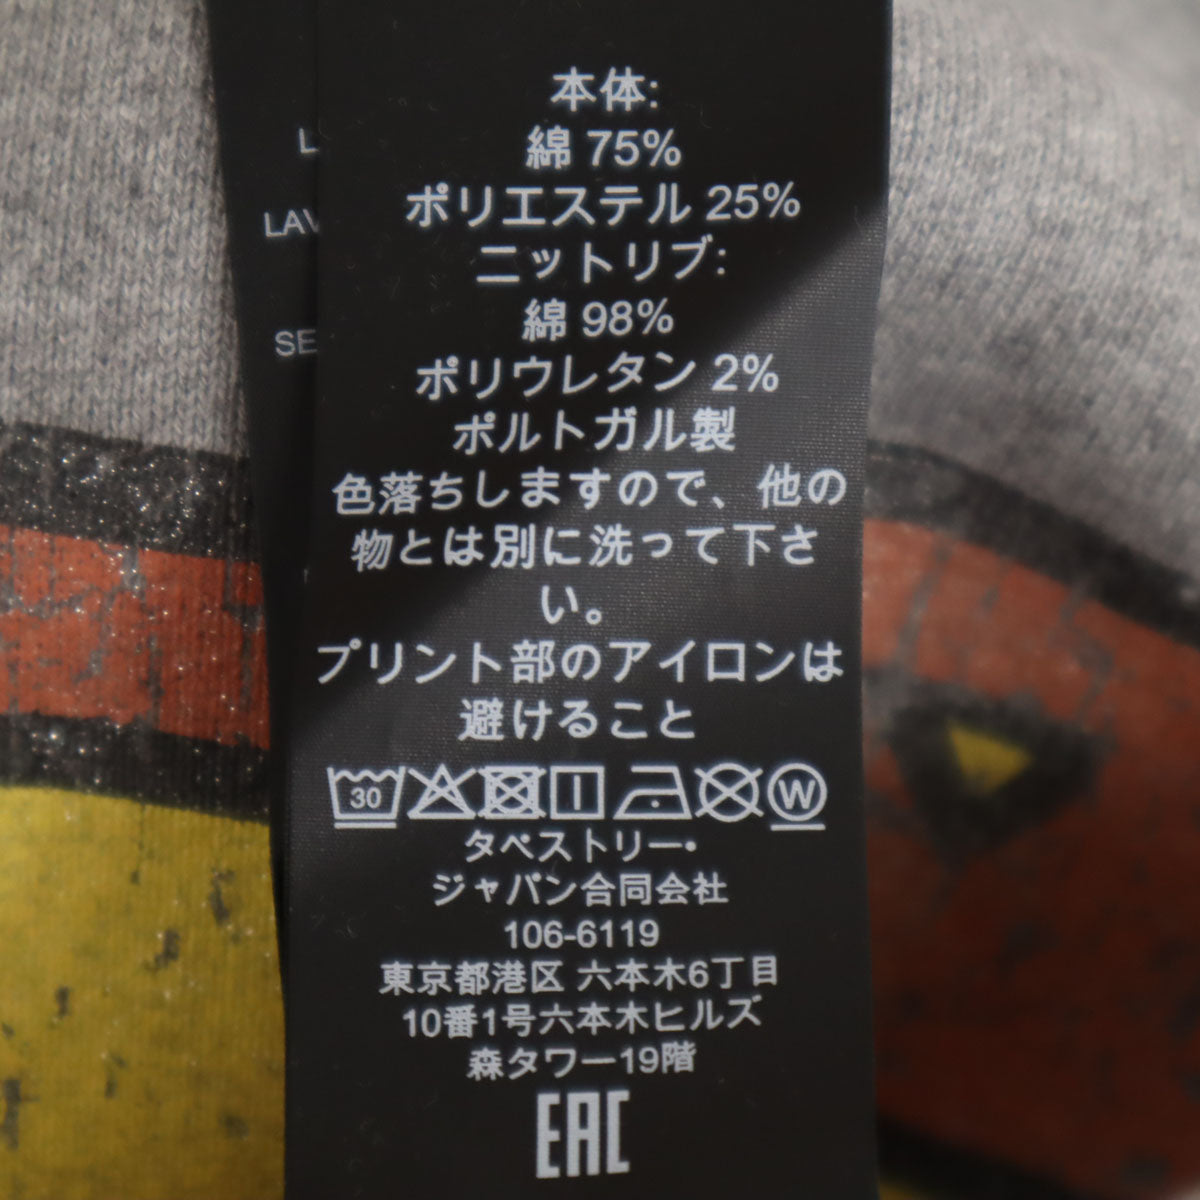 L
LAV
SE
本体:
綿 75%
ポリエステル 25%
ニットリブ:
綿 98%
ポリウレタン 2%
ポルトガル製
色落ちしますので、他の
物とは別に洗って下さ
い。
プリント部のアイロンは
避けること
30 W
タペストリー・
ジャパン合同会社
106-6119
東京都港区 六本木6丁目
10番1号六本木ヒルズ
森タワー19階
EAC